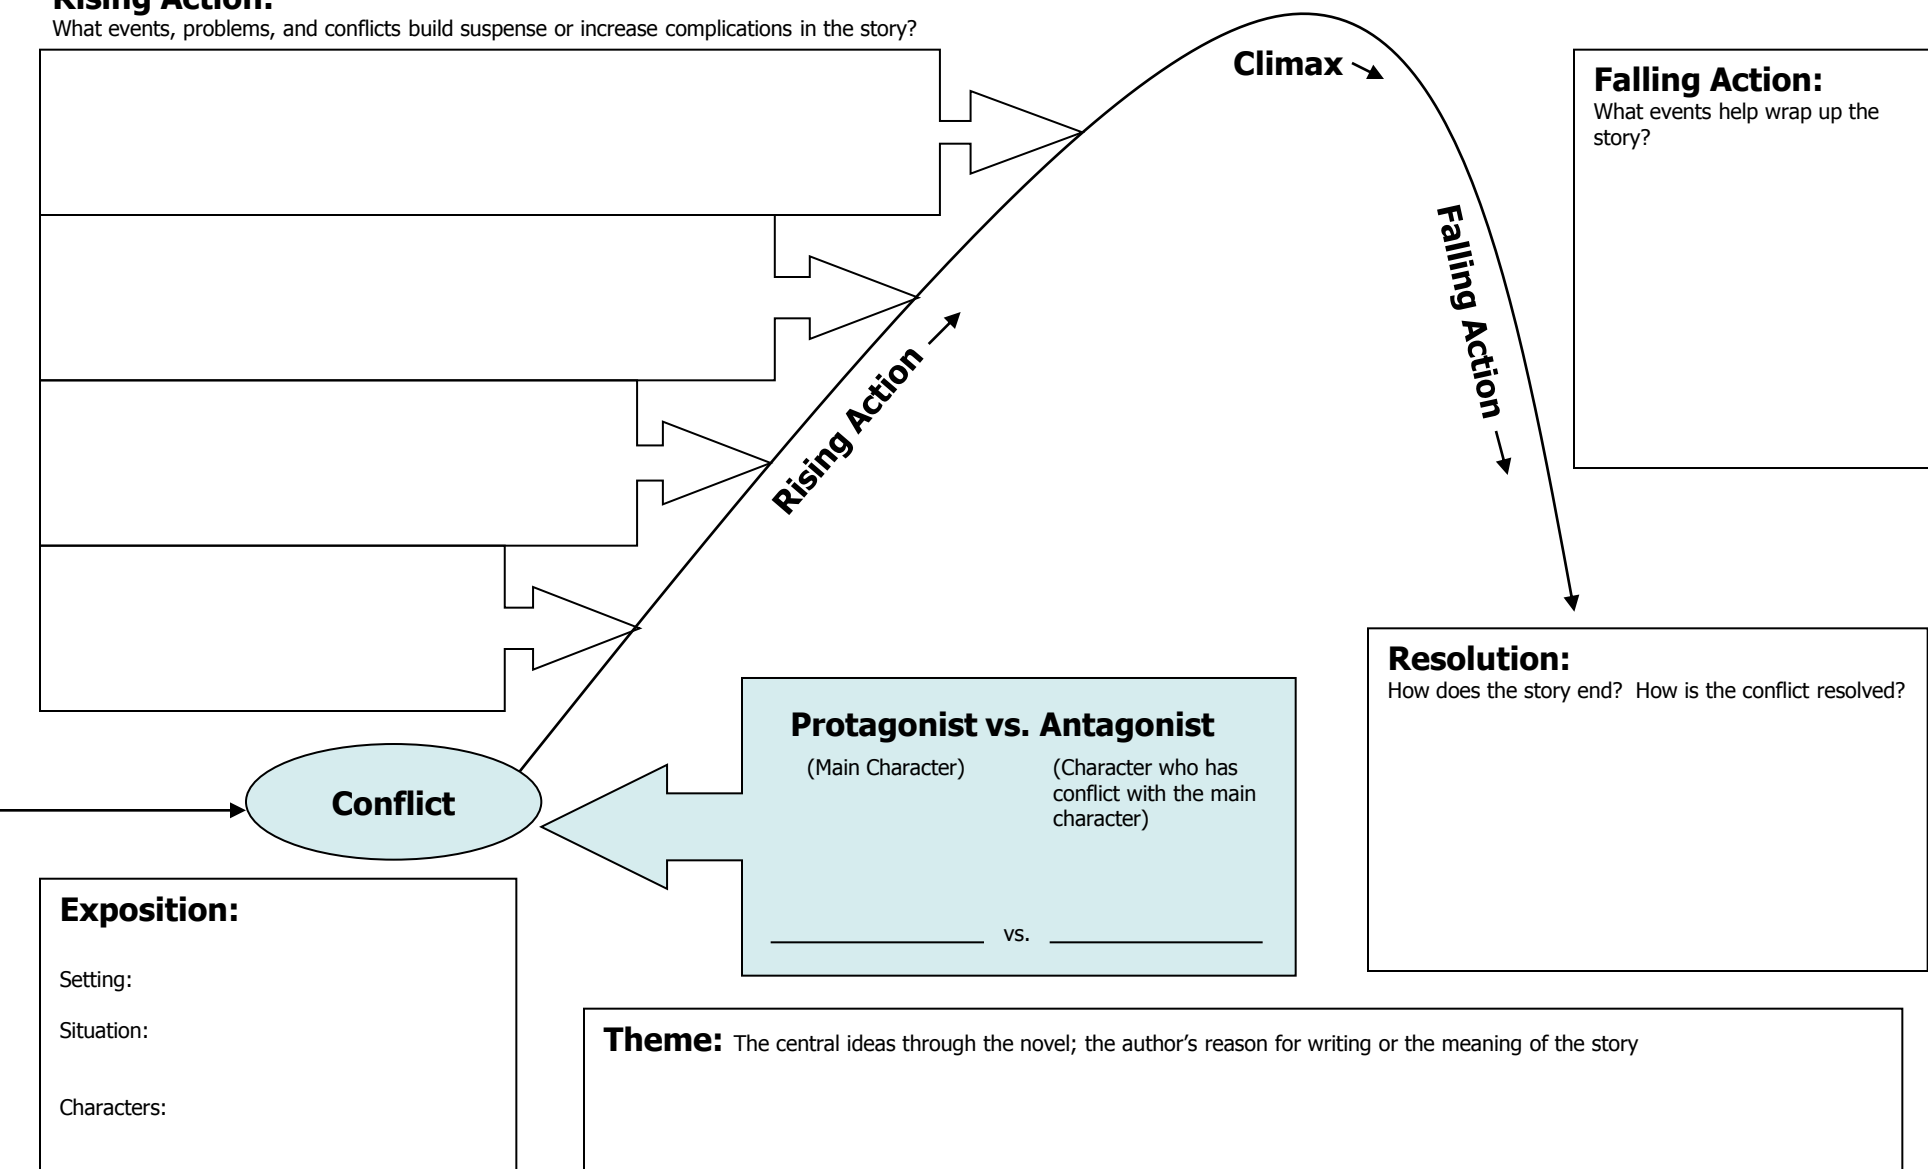 Rising Action:
What events, problems, and conflicts build suspense or increase complications in the story?
Climax
Falling Action:
What events help wrap up the
story?
Falling Action
Rising Action
Resolution:
How does the story end?  How is the conflict resolved?
Protagonist vs. Antagonist
(Main Character)
(Character who has
conflict with the main
character)
vs.
Conflict
Exposition:
Setting:
Situation:
Characters:
Theme: The central ideas through the novel; the author’s reason for writing or the meaning of the story